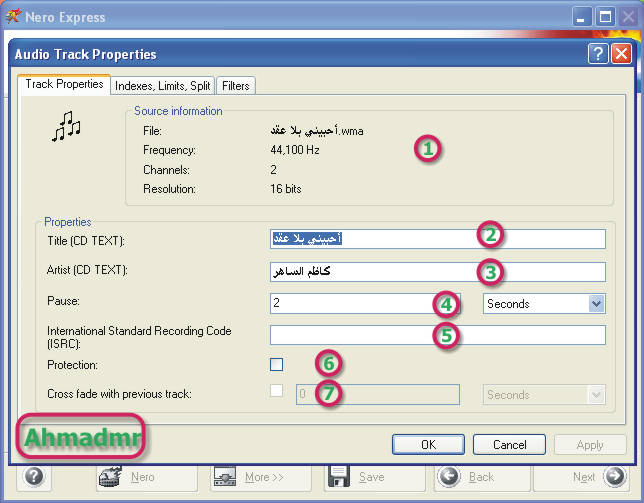 Nero Express
Audio Track Properties
Track Properties
Indexes, Limits, Split
Filters
Source information
File: أحبيني بلا عقد.wma
Frequency: 44,100 Hz
Channels: 2
Resolution: 16 bits
1
Properties
Title (CD TEXT): أحبيني بلا عقد 2
Artist (CD TEXT): كاظم الساهر 3
Pause: 2 4 Seconds
International Standard Recording Code (ISRC): 5
Protection: 6
Cross fade with previous track: 0 7 Seconds
Ahmadmr
OK Cancel Apply
? Nero More >> Save Back Next